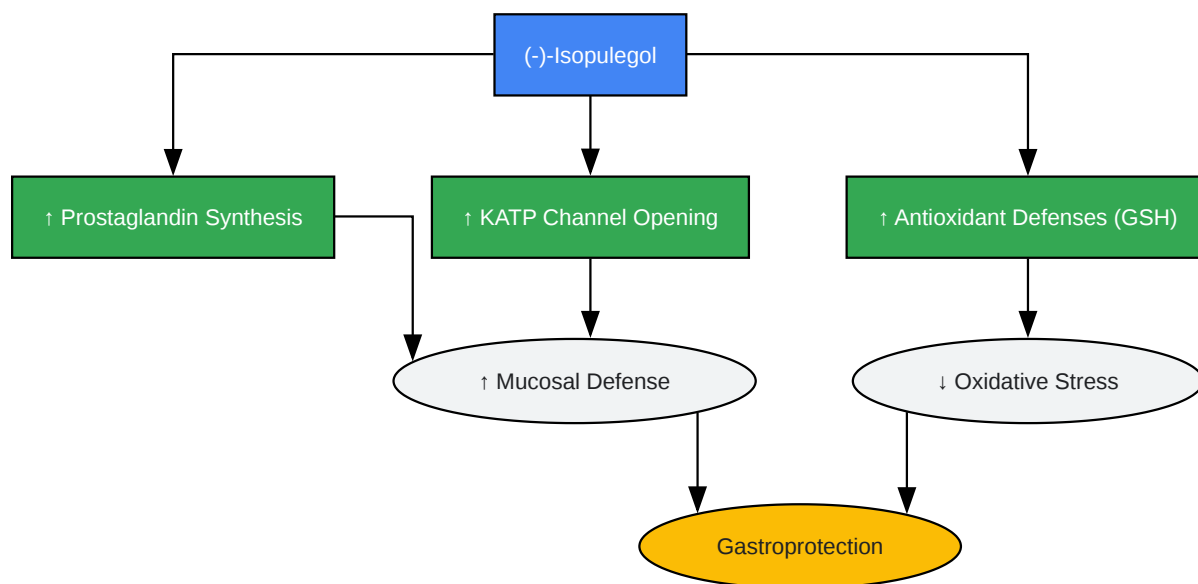 (-)-Isopulegol
↑ Prostaglandin Synthesis
↑ KATP Channel Opening
↑ Antioxidant Defenses (GSH)
↑ Mucosal Defense
↓ Oxidative Stress
Gastroprotection